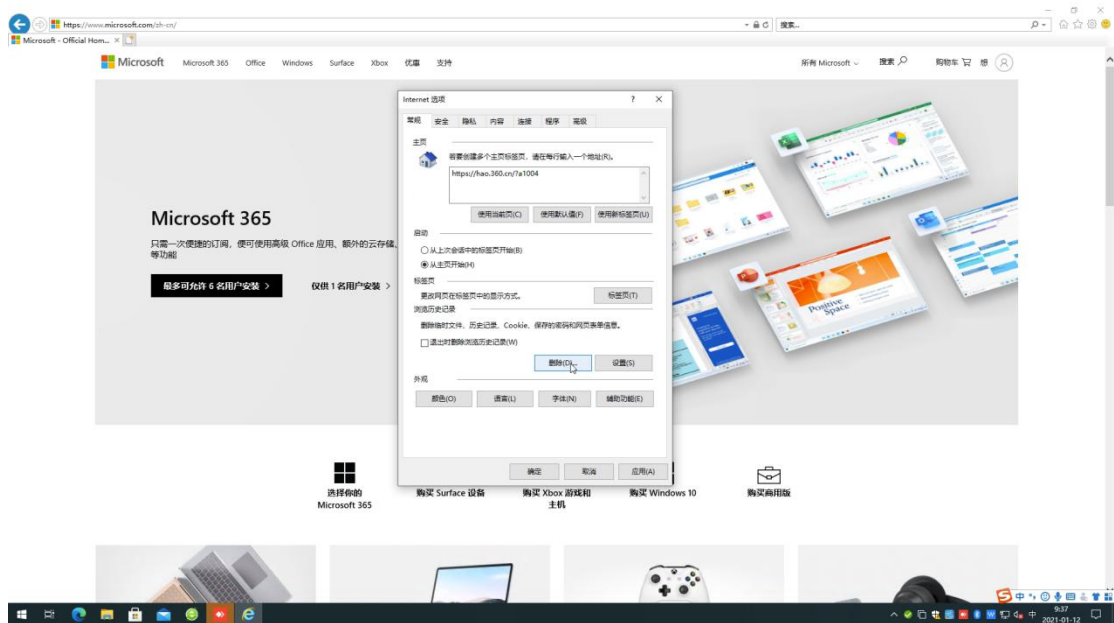 https://www.microsoft.com/zh-cn/
搜索...
Microsoft - Official Hom...
Microsoft
Microsoft 365
Office
Windows
Surface
Xbox
优惠
支持
所有 Microsoft
搜索
购物车
Internet 选项
常规
安全
隐私
内容
连接
程序
高级
主页
若要创建多个主页标签页，请在每行输入一个地址(R)。
https://hao.360.cn/?a1004
使用当前页(C)
使用默认值(F)
使用新标签页(U)
启动
从上次会话中的标签页开始(B)
从主页开始(H)
标签页
更改网页在标签页中的显示方式。
标签页(T)
浏览历史记录
删除临时文件、历史记录、Cookie、保存的密码和网页表单信息。
退出时删除浏览历史记录(W)
删除(D)...
设置(S)
外观
颜色(O)
语言(L)
字体(N)
辅助功能(E)
确定
取消
应用(A)
Microsoft 365
只需一次便捷的订阅，便可使用高级 Office 应用、额外的云存储
等功能
最多可允许 6 名用户安装
仅供 1 名用户安装
Positive
Space
选择你的
Microsoft 365
购买 Surface 设备
购买 Xbox 游戏和
主机
购买 Windows 10
购买商用版
中
中
9:37
2021-01-12